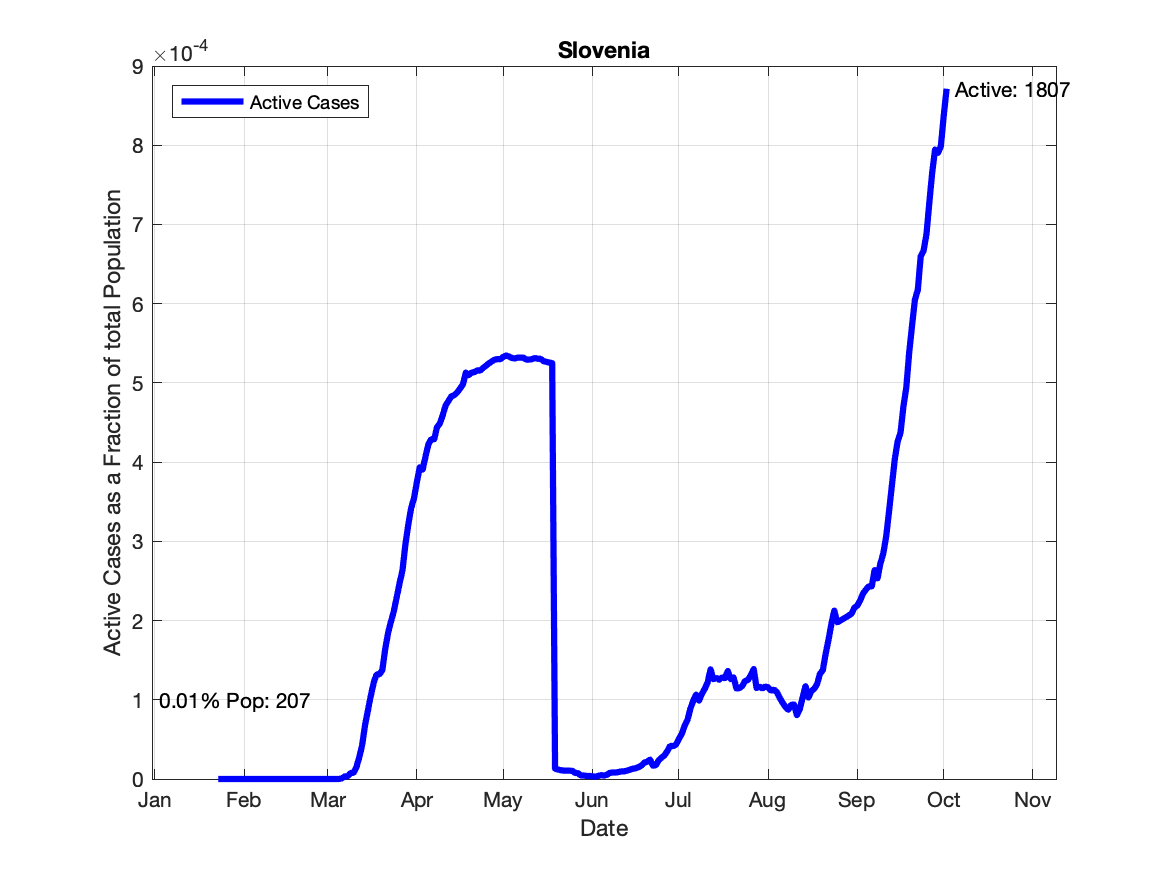 Slovenia
×10-4
9
8
7
6
5
4
3
2
1
0
Active Cases as a Fraction of total Population
Active Cases
Active: 1807
0.01% Pop: 207
Jan Feb Mar Apr May Jun Jul Aug Sep Oct Nov
Date